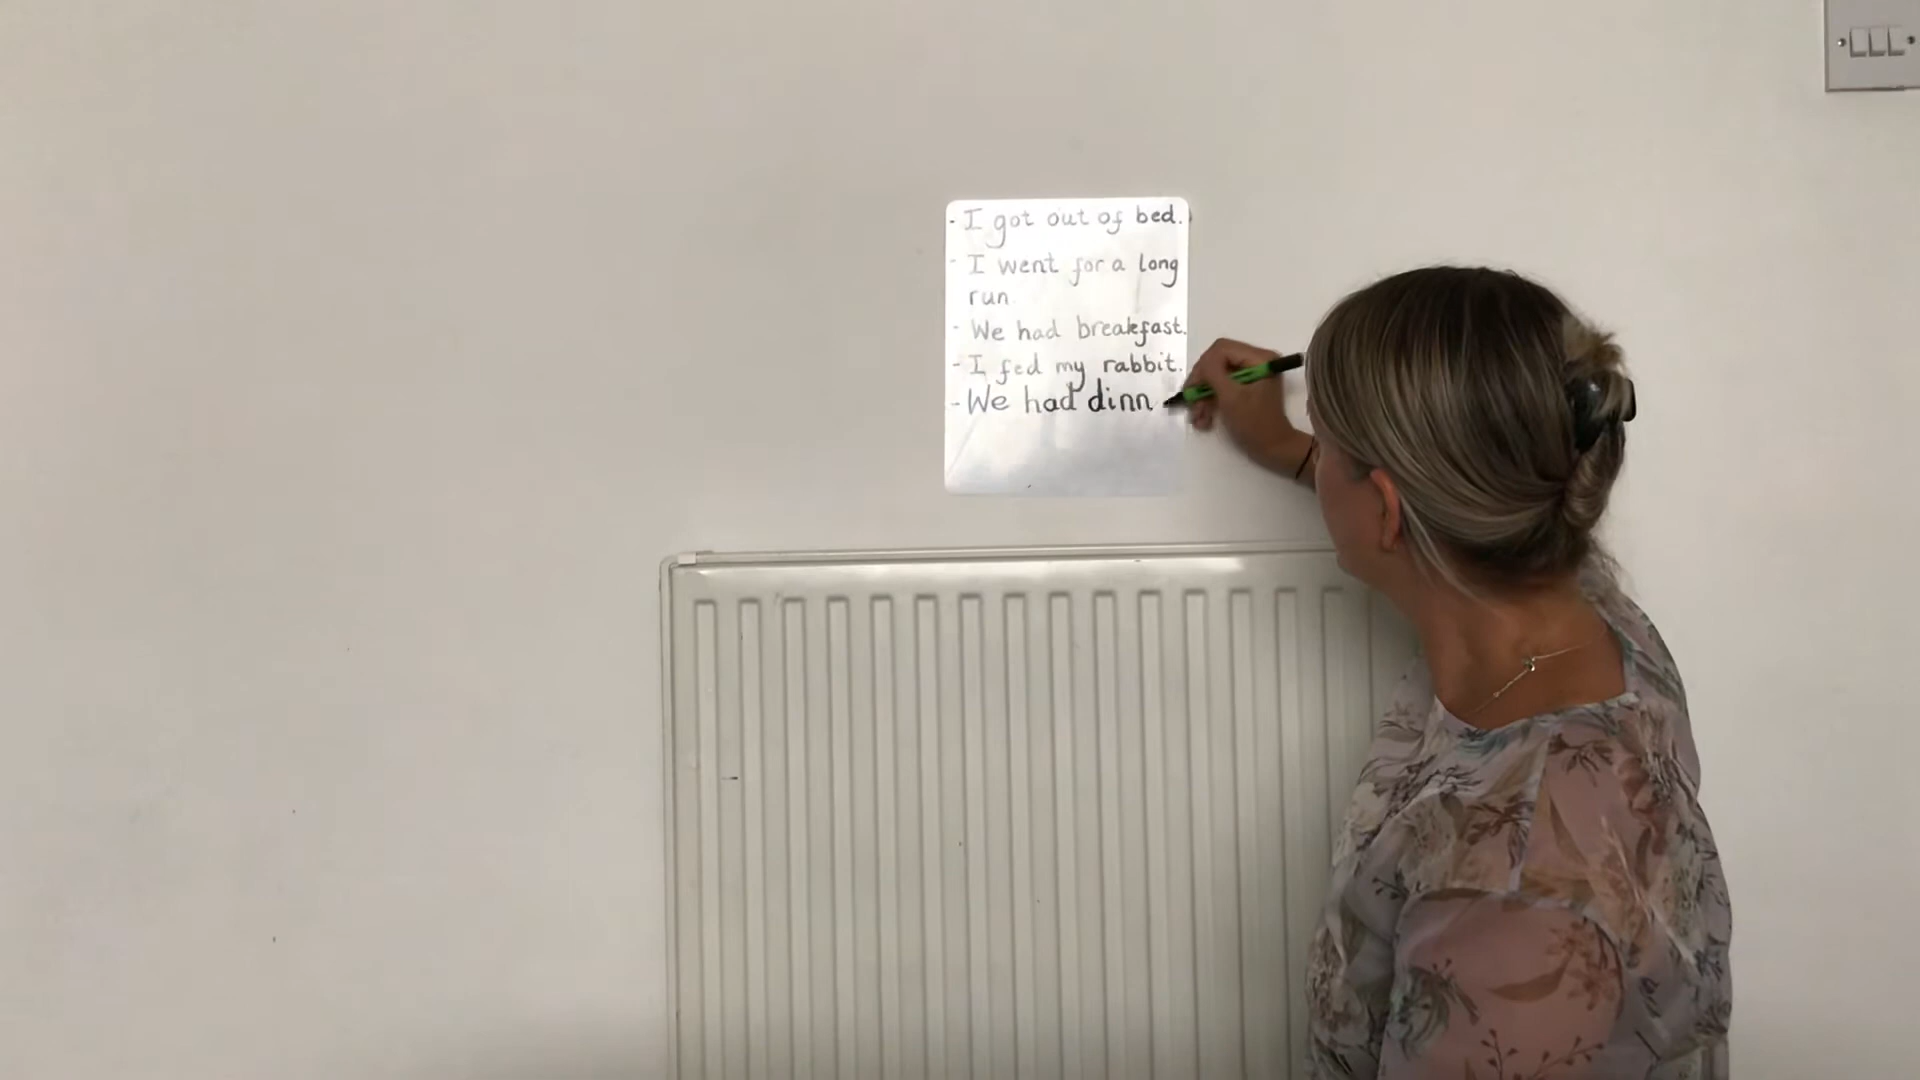 - I got out of bed.
- I went for a long
run.
- We had breakfast.
- I fed my rabbit.
- We had dinn